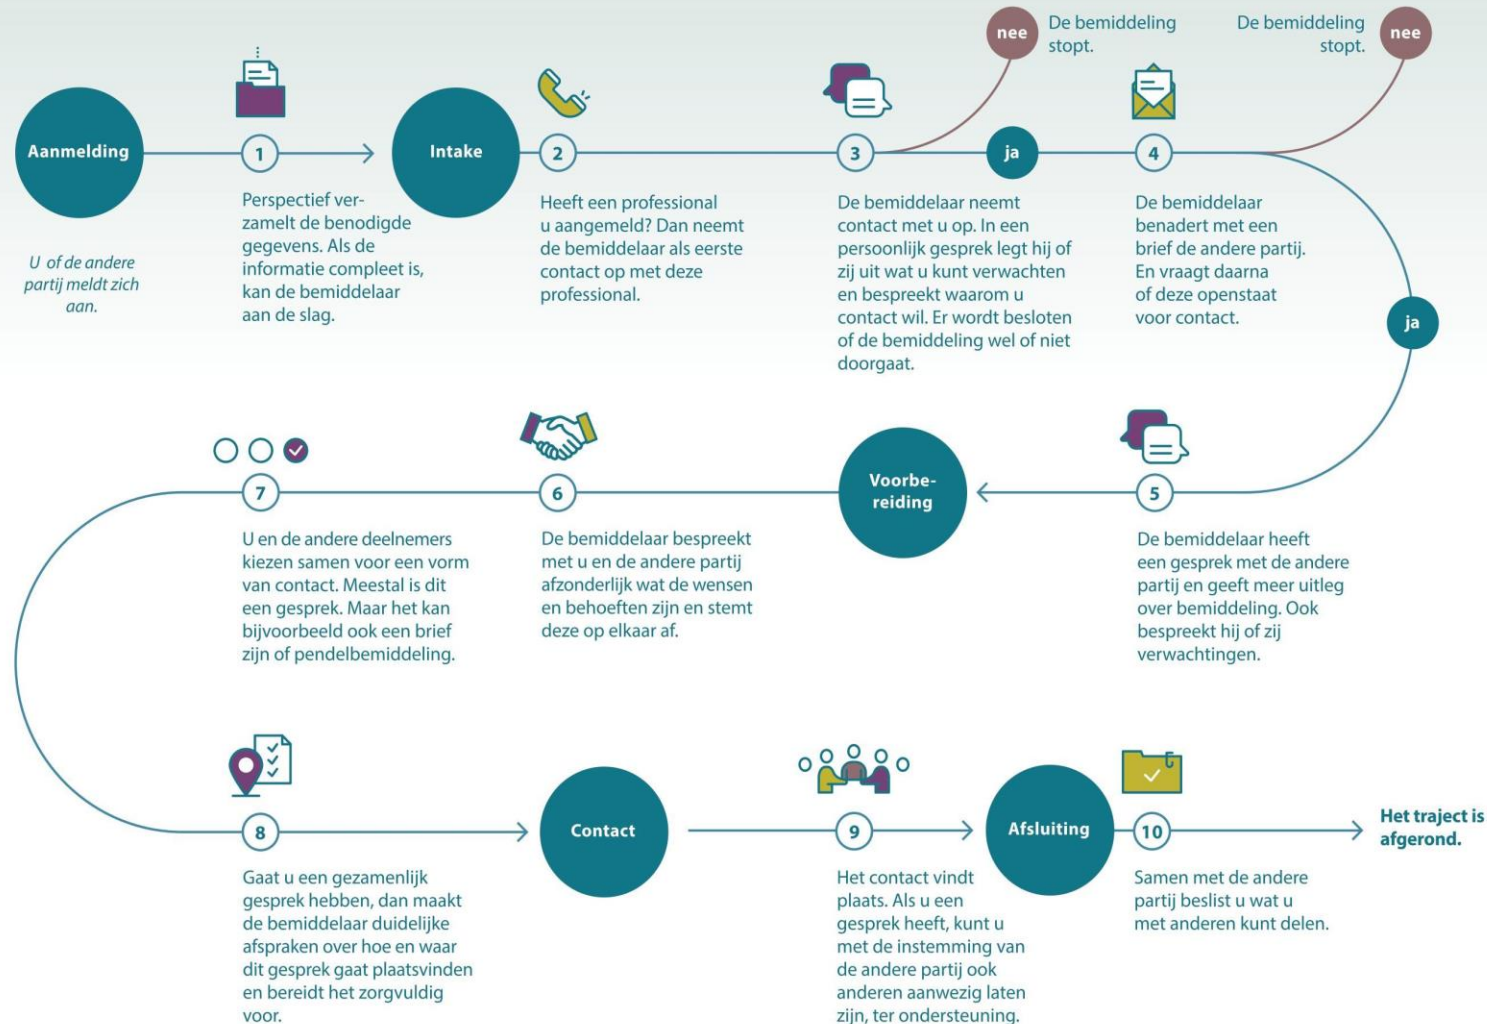 nee
De bemiddeling
stopt.
De bemiddeling
stopt.
nee
Aanmelding
U of de andere
partij meldt zich
aan.
1
Perspectief ver-
zamelt de benodigde
gegevens. Als de
informatie compleet is,
kan de bemiddelaar
aan de slag.
Intake
2
Heeft een professional
u aangemeld? Dan neemt
de bemiddelaar als eerste
contact op met deze
professional.
3
De bemiddelaar neemt
contact met u op. In een
persoonlijk gesprek legt hij of
zij uit wat u kunt verwachten
en bespreekt waarom u
contact wil. Er wordt besloten
of de bemiddeling wel of niet
doorgaat.
ja
4
De bemiddelaar
benadert met een
brief de andere partij.
En vraagt daarna
of deze openstaat
voor contact.
ja
5
De bemiddelaar heeft
een gesprek met de andere
partij en geeft meer uitleg
over bemiddeling. Ook
bespreekt hij of zij
verwachtingen.
Voorbe-
reiding
6
De bemiddelaar bespreekt
met u en de andere partij
afzonderlijk wat de wensen
en behoeften zijn en stemt
deze op elkaar af.
7
U en de andere deelnemers
kiezen samen voor een vorm
van contact. Meestal is dit
een gesprek. Maar het kan
bijvoorbeeld ook een brief
zijn of pendelbemiddeling.
8
Gaat u een gezamenlijk
gesprek hebben, dan maakt
de bemiddelaar duidelijke
afspraken over hoe en waar
dit gesprek gaat plaatsvinden
en bereidt het zorgvuldig
voor.
Contact
9
Het contact vindt
plaats. Als u een
gesprek heeft, kunt u
met de instemming van
de andere partij ook
anderen aanwezig laten
zijn, ter ondersteuning.
Afsluiting
10
Samen met de andere
partij beslist u wat u
met anderen kunt delen.
Het traject is
afgerond.